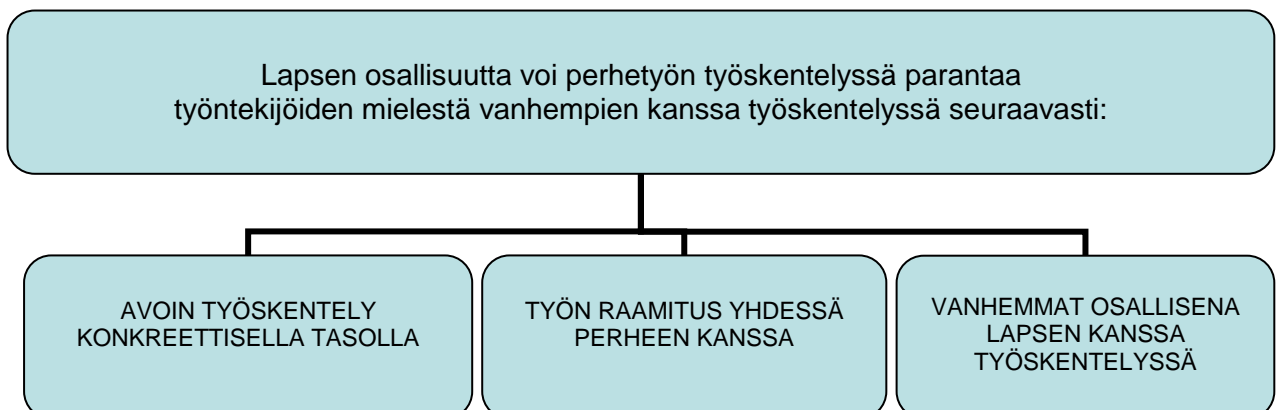 Lapsen osallisuutta voi perhetyön työskentelyssä parantaa
työntekijöiden mielestä vanhempien kanssa työskentelyssä seuraavasti:
AVOIN TYÖSKENTELY
KONKREETTISELLA TASOLLA
TYÖN RAAMITUS YHDESSÄ
PERHEEN KANSSA
VANHEMMAT OSALLISENA
LAPSEN KANSSA
TYÖSKENTELYSSÄ